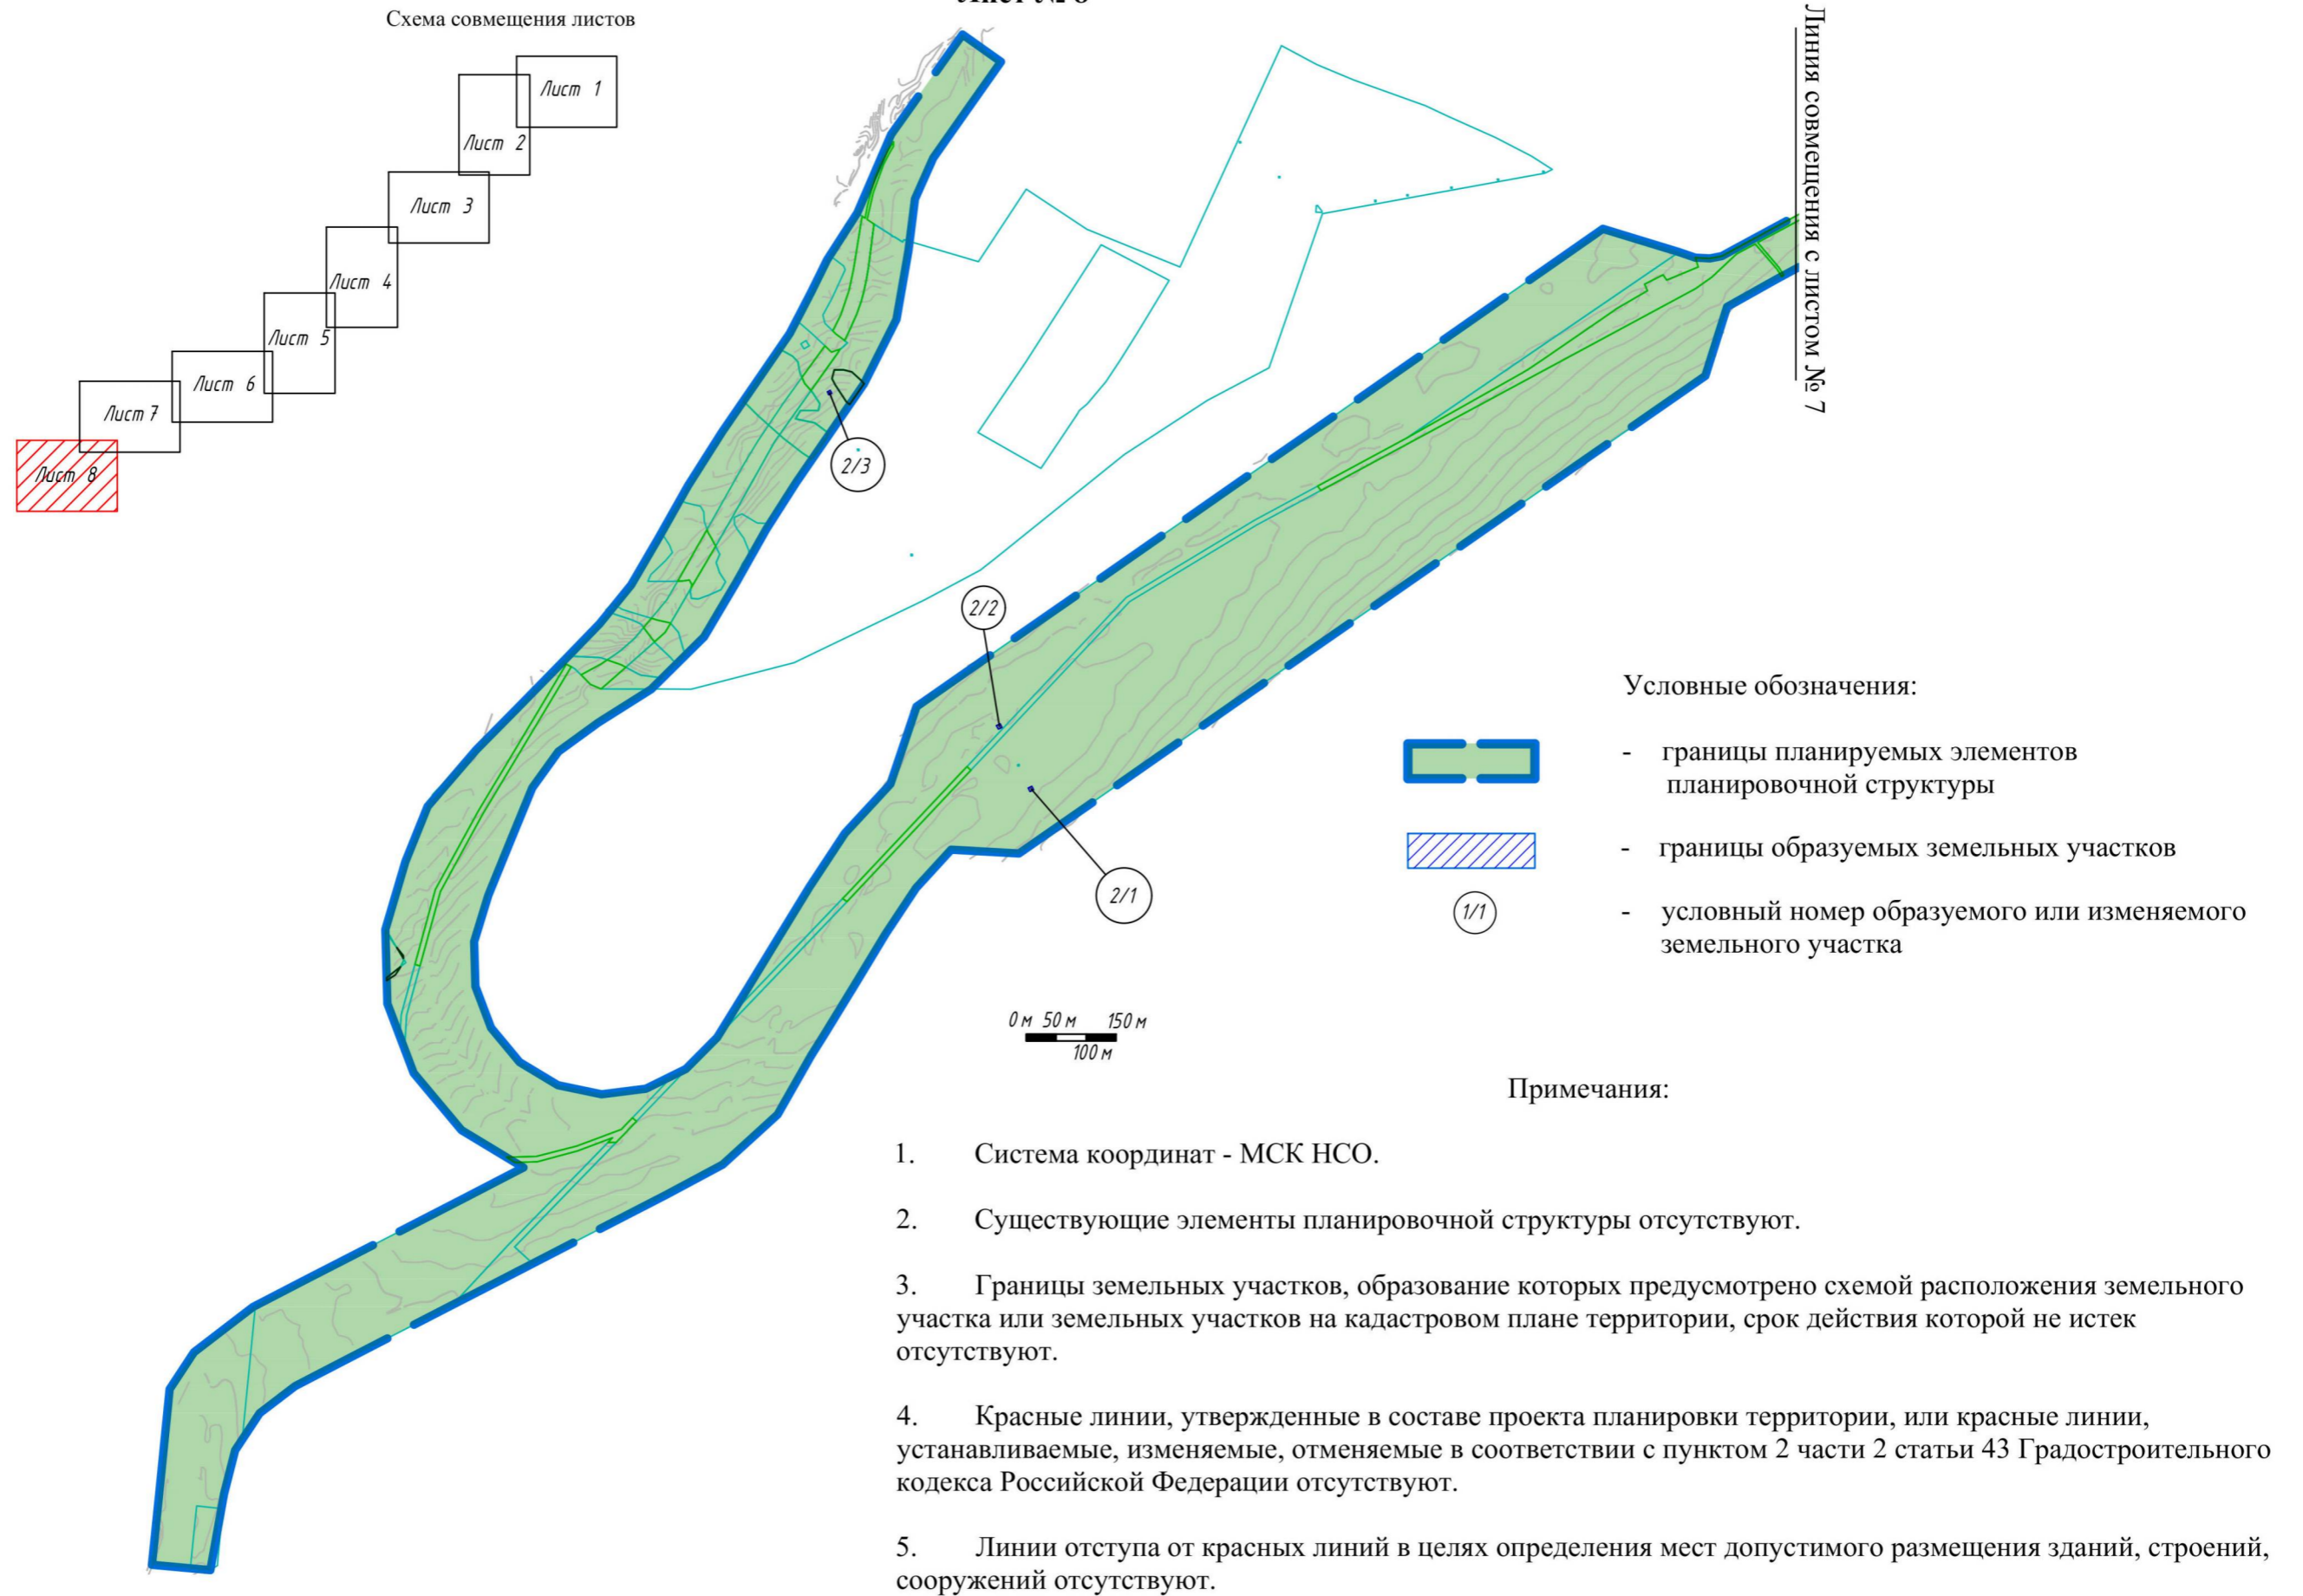 Схема совмещения листов
Лист 1
Лист 2
Лист 3
Лист 4
Лист 5
Лист 6
Лист 7
Лист 8
Линия совмещения с листом № 7
2/3
2/2
2/1
Условные обозначения:
- границы планируемых элементов
планировочной структуры
- границы образуемых земельных участков
1/1 - условный номер образуемого или изменяемого
земельного участка
0 м 50 м 150 м
100 м
Примечания:
1. Система координат - МСК НСО.
2. Существующие элементы планировочной структуры отсутствуют.
3. Границы земельных участков, образование которых предусмотрено схемой расположения земельного
участка или земельных участков на кадастровом плане территории, срок действия которой не истек
отсутствуют.
4. Красные линии, утвержденные в составе проекта планировки территории, или красные линии,
устанавливаемые, изменяемые, отменяемые в соответствии с пунктом 2 части 2 статьи 43 Градостроительного
кодекса Российской Федерации отсутствуют.
5. Линии отступа от красных линий в целях определения мест допустимого размещения зданий, строений,
сооружений отсутствуют.